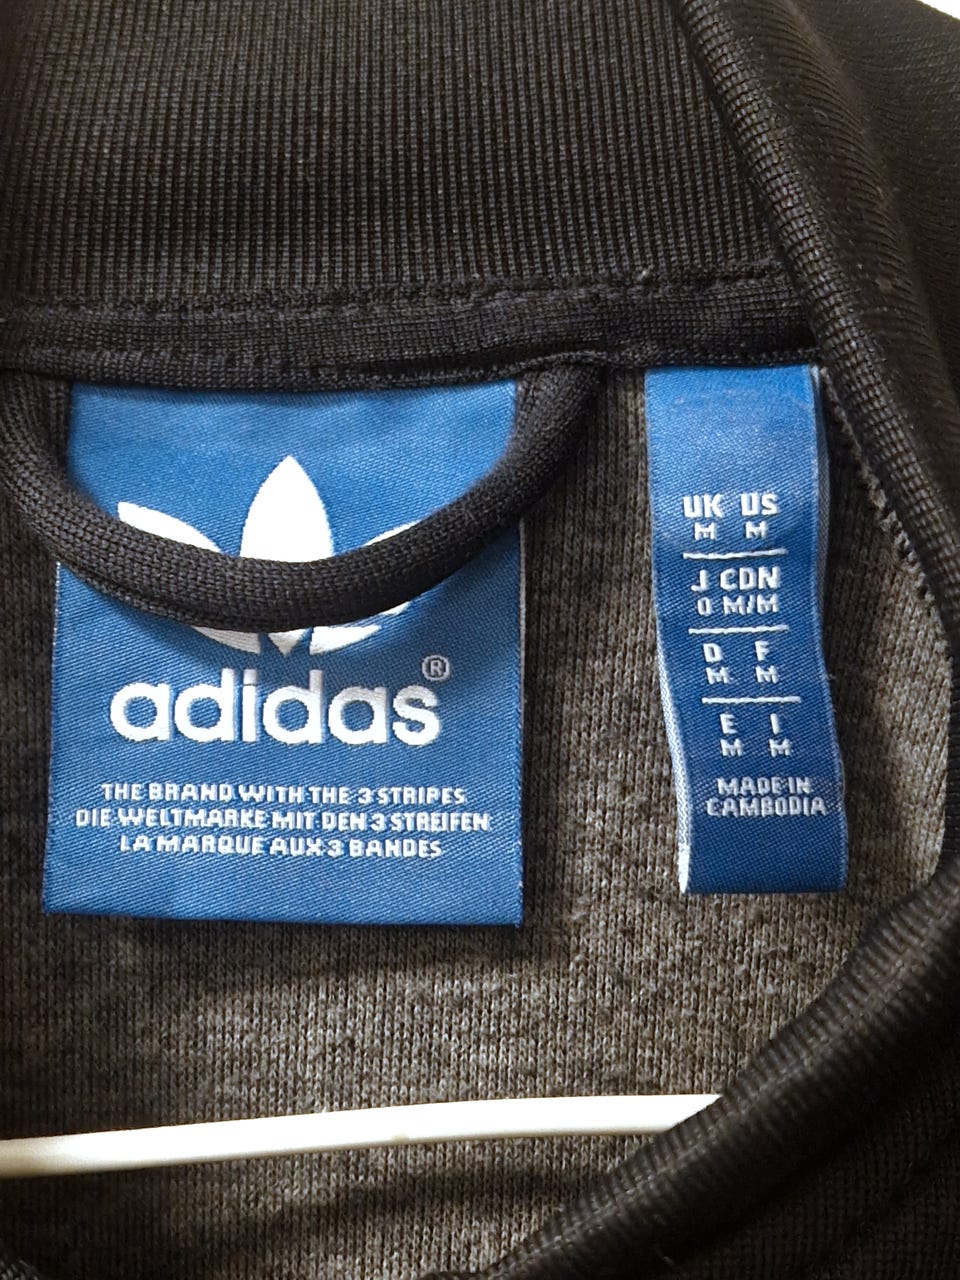 adidas®
THE BRAND WITH THE 3 STRIPES
DIE WELTMARKE MIT DEN 3 STREIFEN
LA MARQUE AUX 3 BANDES
UK US
M M
J CDN
O M/M
D F
M M
E I
M M
MADE IN
CAMBODIA